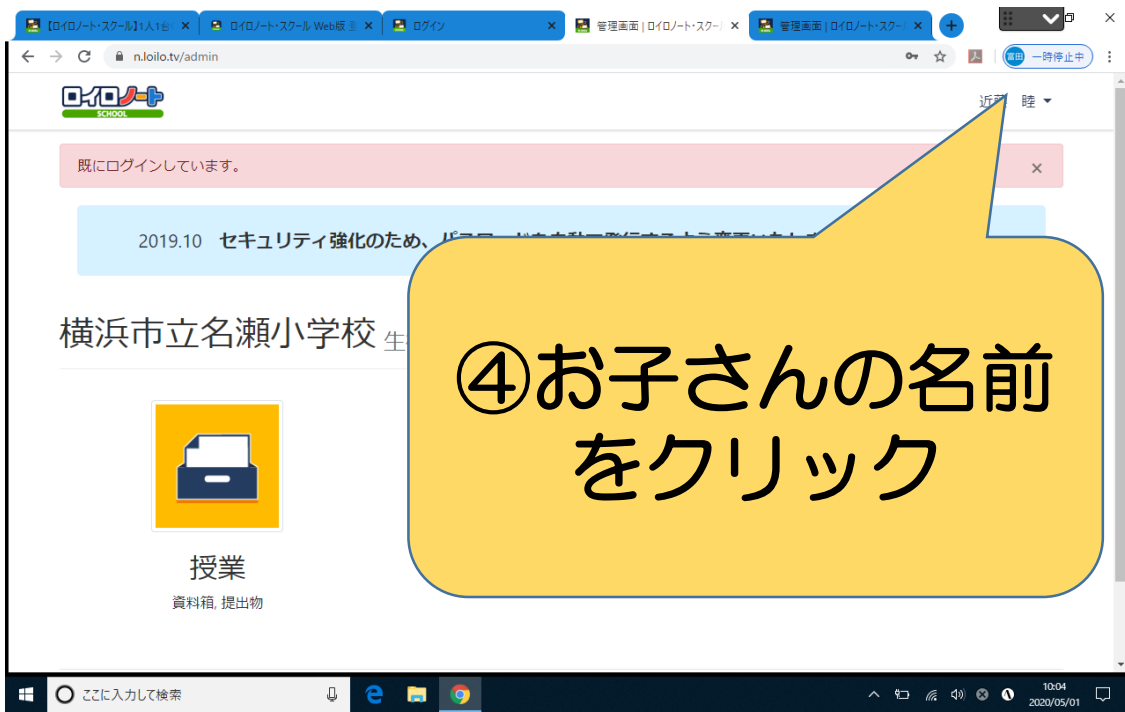 【ロイロノート・スクール】1人1台
ロイロノート・スクール Web版
ログイン
管理画面 | ロイロノート・スクー
管理画面 | ロイロノート・スクー
n.loilo.tv/admin
富田
一時停止中
ロイロノート
SCHOOL
睦
既にログインしています。
2019.10 セキュリティ強化のため、
横浜市立名瀬小学校
④お子さんの名前
をクリック
授業
資料箱, 提出物
ここに入力して検索
10:04
2020/05/01